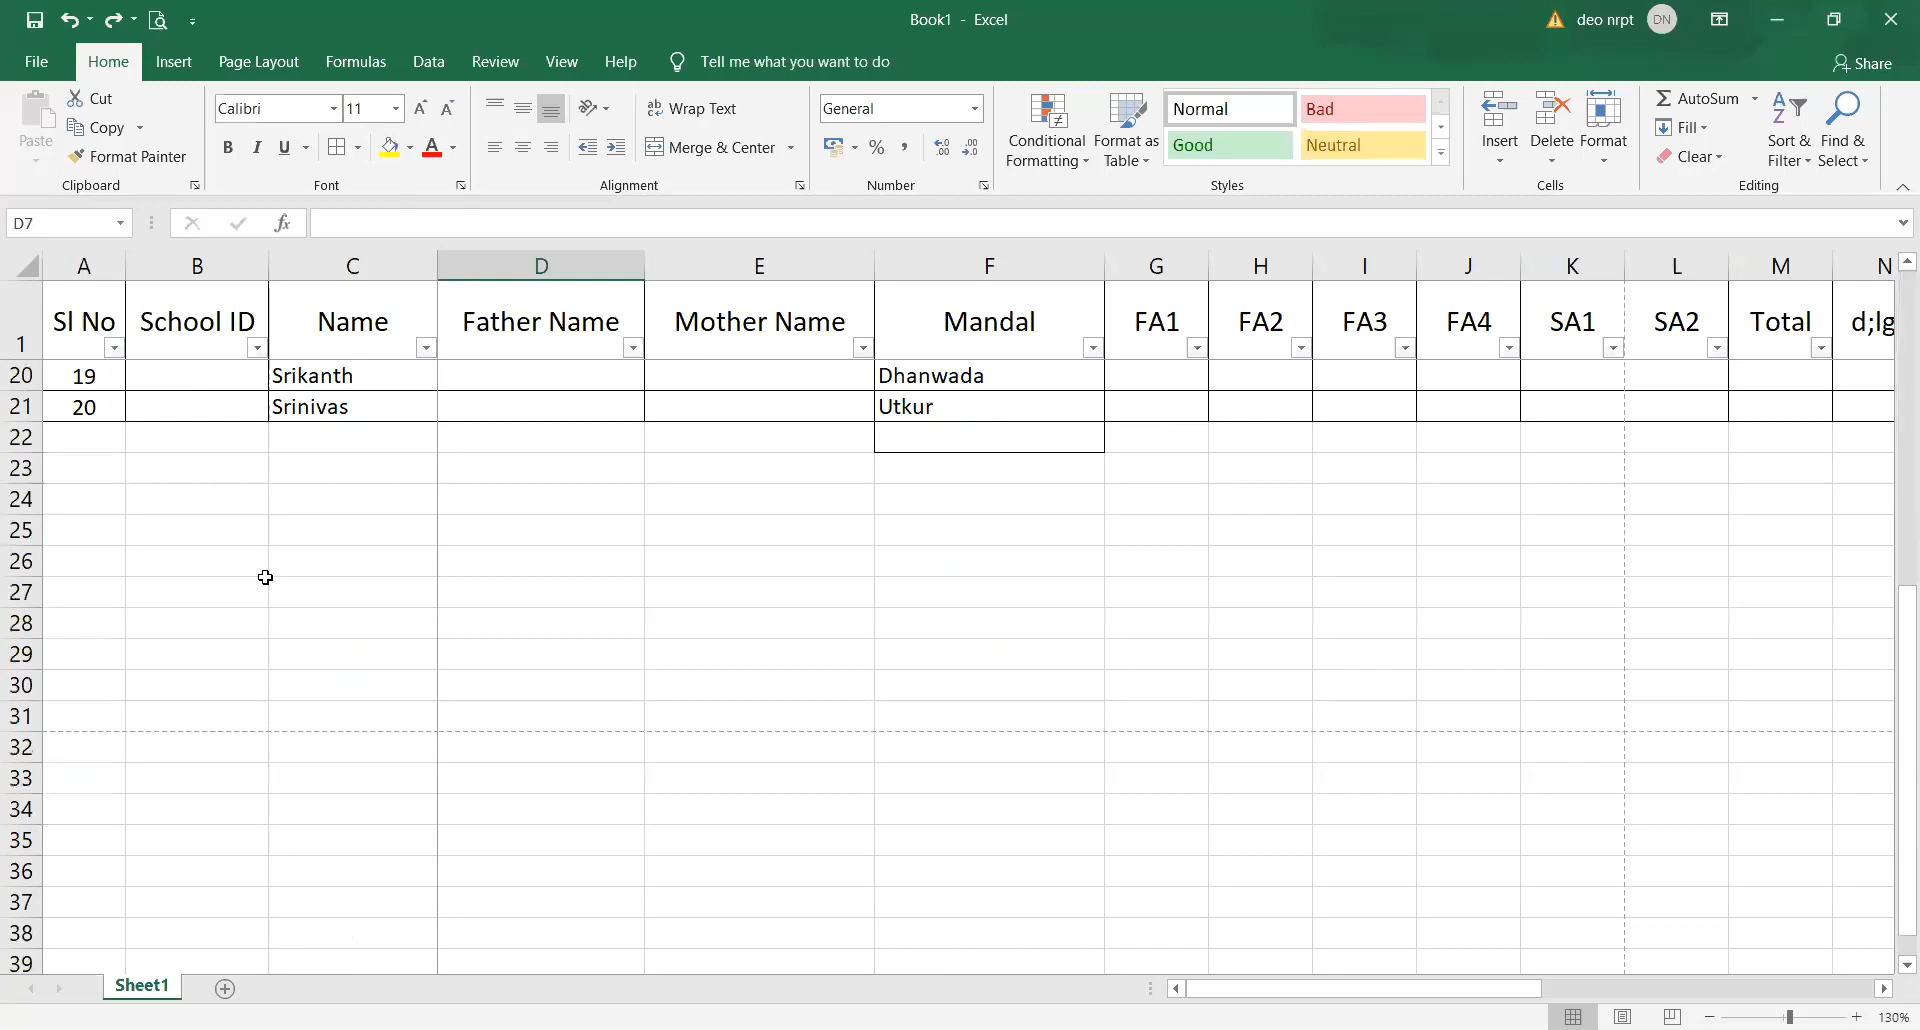 Book1 - Excel
deo nrpt DN
File Home Insert Page Layout Formulas Data Review View Help Tell me what you want to do Share
Paste Cut Copy Format Painter Clipboard
Calibri 11 A A B I U A Font
ab Wrap Text Merge & Center Alignment
General % , Number
Conditional Formatting Format as Table Normal Bad Good Neutral Styles
Insert Delete Format Cells
Σ AutoSum Fill Clear Sort & Filter Find & Select Editing
D7 fx
A B C D E F G H I J K L M N
1 Sl No School ID Name Father Name Mother Name Mandal FA1 FA2 FA3 FA4 SA1 SA2 Total d;lg
20 19 Srikanth Dhanwada
21 20 Srinivas Utkur
22
23
24
25
26
27
28
29
30
31
32
33
34
35
36
37
38
39
Sheet1
130%